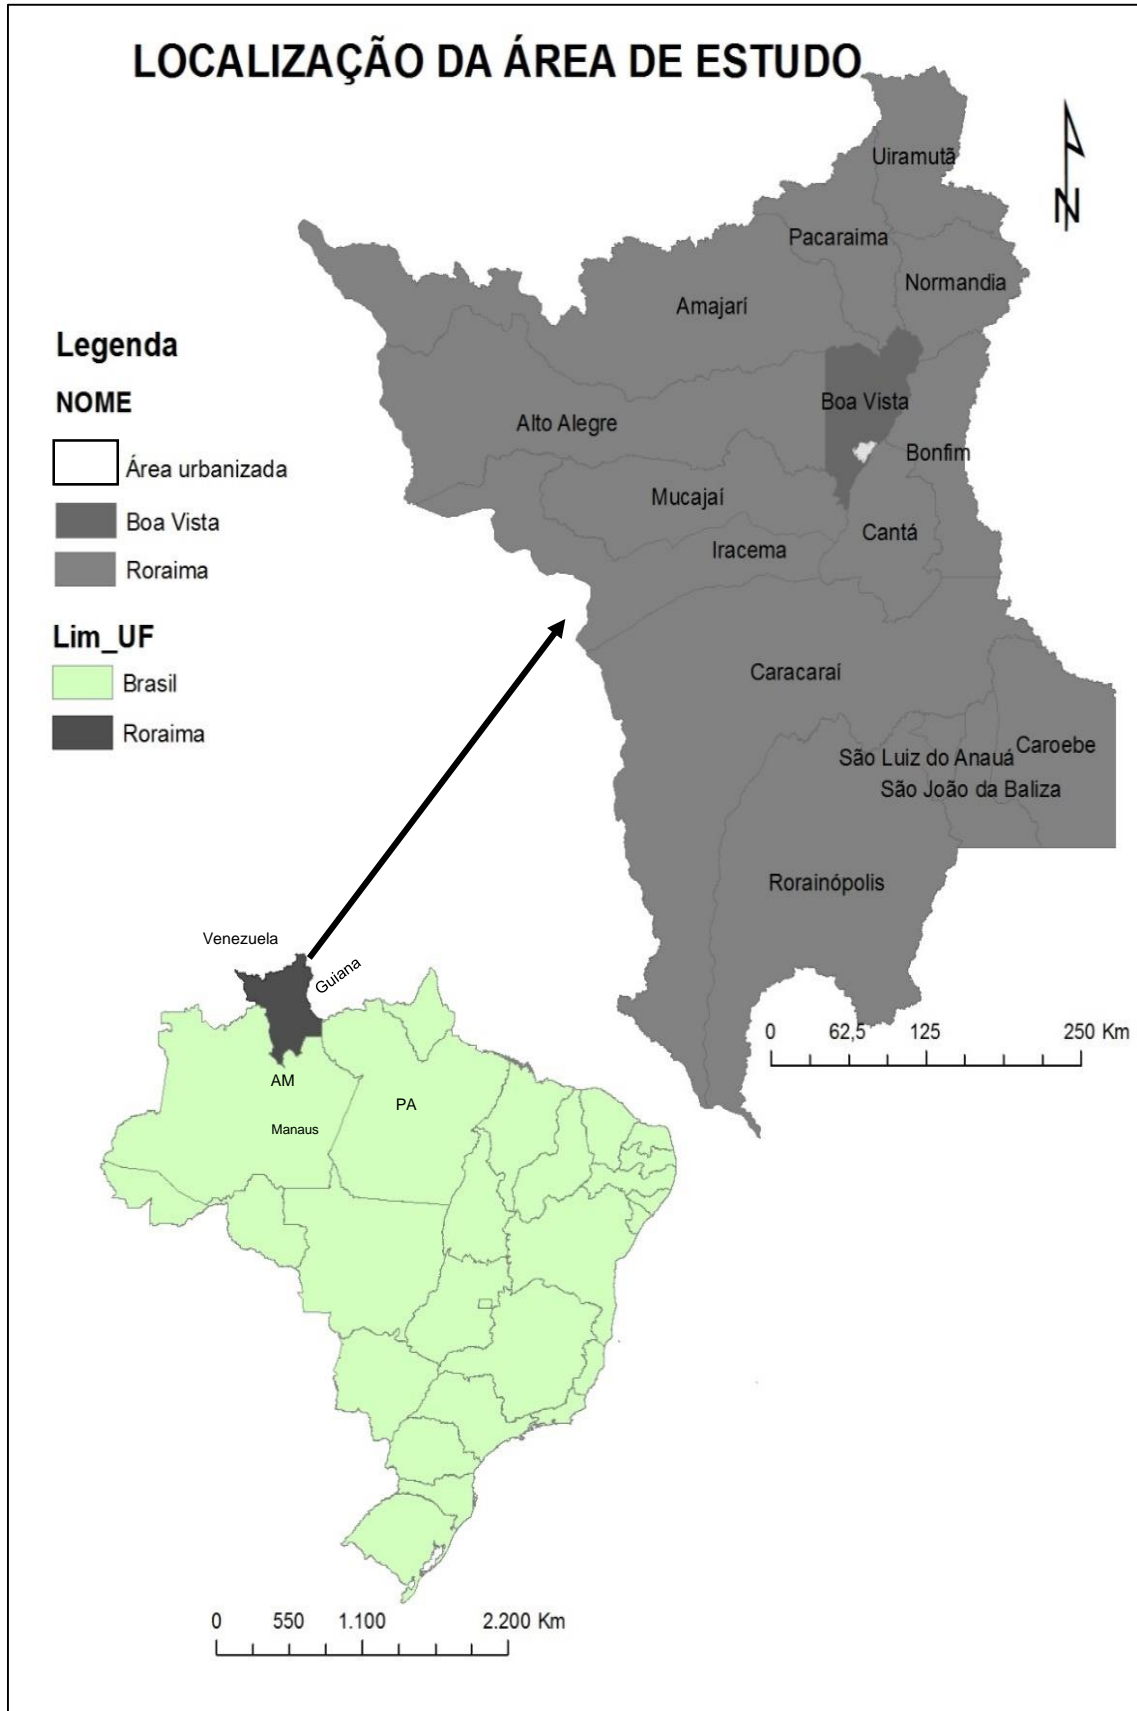 LOCALIZAÇÃO DA ÁREA DE ESTUDO
Uiramutã
N
Pacaraima
Normandia
Amajarí
Legenda
NOME
Boa Vista
Alto Alegre
Bonfim
Área urbanizada
Mucajaí
Boa Vista
Cantá
Iracema
Roraima
Lim_UF
Caracaraí
Brasil
Roraima
Caroebe
São Luiz do Anauá
São João da Baliza
Rorainópolis
Venezuela
Guiana
0 62,5 125 250 Km
AM
PA
Manaus
0 550 1.100 2.200 Km